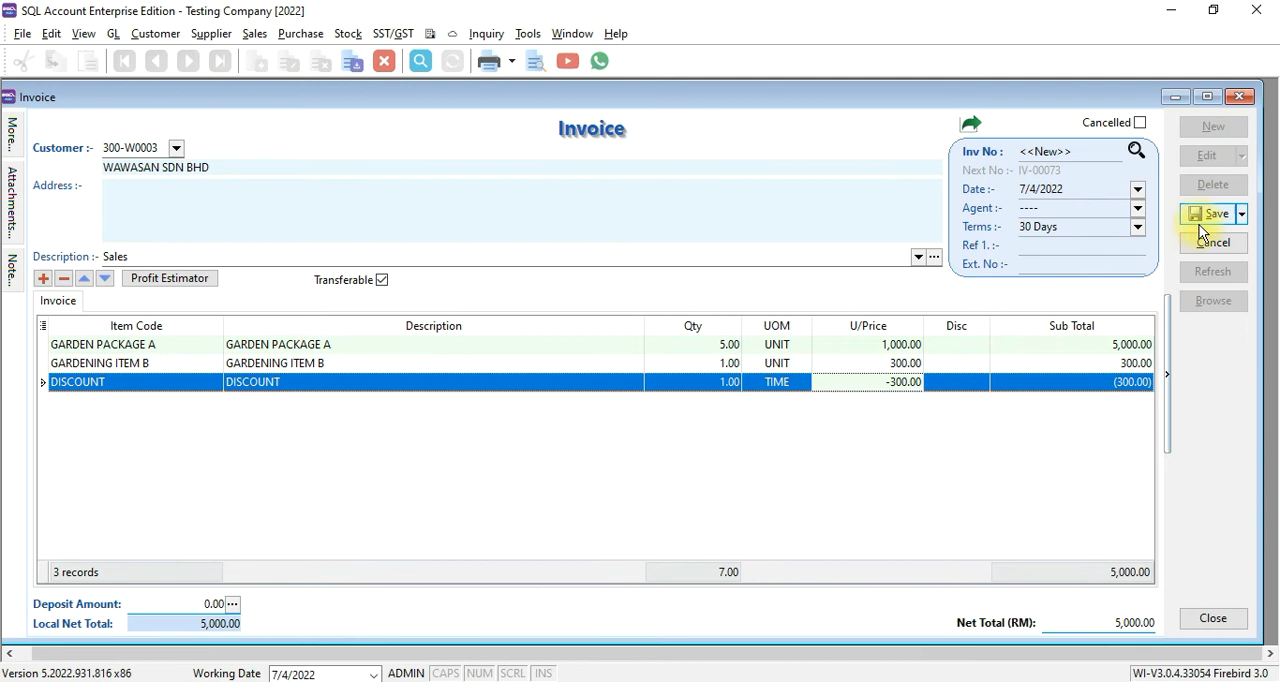 SQL Account Enterprise Edition - Testing Company [2022]
File Edit View GL Customer Supplier Sales Purchase Stock SST/GST Inquiry Tools Window Help
Invoice
More...
Attachments...
Note...
Invoice
Cancelled
Customer :- 300-W0003
WAWASAN SDN BHD
Address :-
Inv No : <<New>>
Next No :- IV-00073
Date :- 7/4/2022
Agent :- ----
Terms :- 30 Days
Ref 1. :-
Ext. No :-
New
Edit
Delete
Save
Cancel
Refresh
Browse
Description :- Sales
Profit Estimator
Transferable
Invoice
Item Code Description Qty UOM U/Price Disc Sub Total
GARDEN PACKAGE A GARDEN PACKAGE A 5.00 UNIT 1,000.00 5,000.00
GARDENING ITEM B GARDENING ITEM B 1.00 UNIT 300.00 300.00
DISCOUNT DISCOUNT 1.00 TIME -300.00 (300.00)
3 records 7.00 5,000.00
Deposit Amount: 0.00
Local Net Total: 5,000.00
Net Total (RM): 5,000.00
Close
Version 5.2022.931.816 x86 Working Date 7/4/2022 ADMIN CAPS NUM SCRL INS WI-V3.0.4.33054 Firebird 3.0